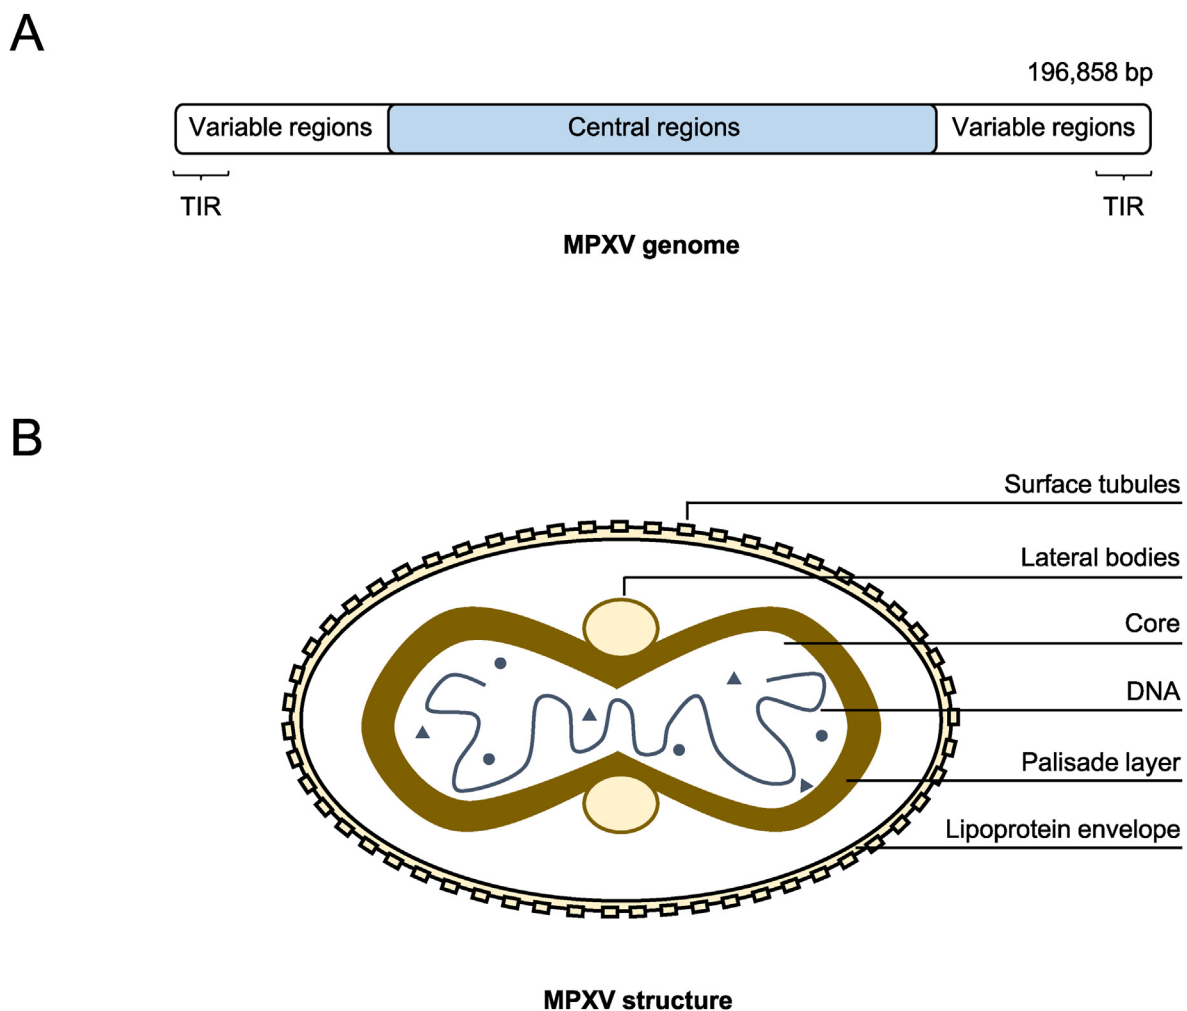 A
196,858 bp
Variable regions Central regions Variable regions
TIR TIR
MPXV genome
B
Surface tubules
Lateral bodies
Core
DNA
Palisade layer
Lipoprotein envelope
MPXV structure